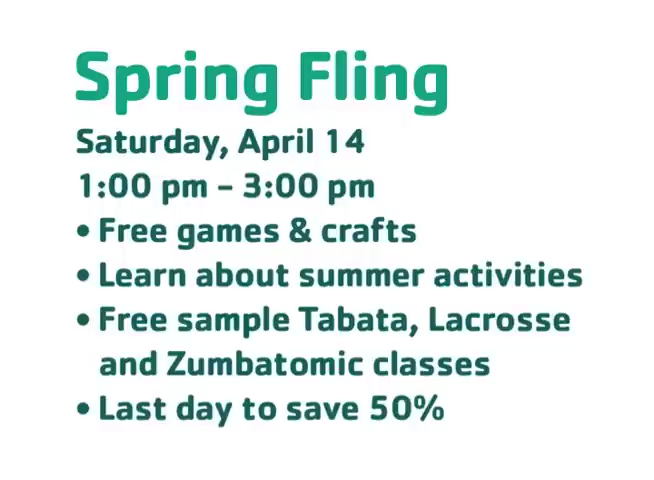 Spring Fling
Saturday, April 14
1:00 pm – 3:00 pm
• Free games & crafts
• Learn about summer activities
• Free sample Tabata, Lacrosse
and Zumbatomic classes
• Last day to save 50%